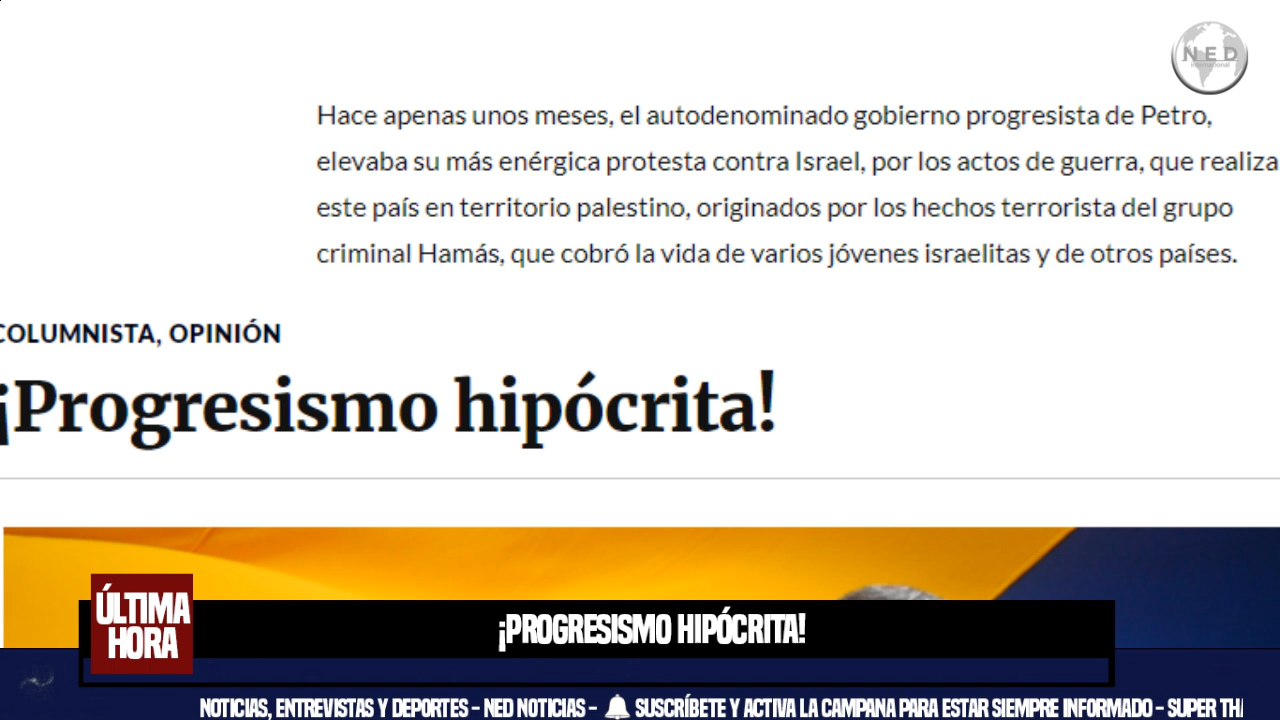 NED
International
Hace apenas unos meses, el autodenominado gobierno progresista de Petro,
elevaba su más enérgica protesta contra Israel, por los actos de guerra, que realiza
este país en territorio palestino, originados por los hechos terrorista del grupo
criminal Hamás, que cobró la vida de varios jóvenes israelitas y de otros países.
COLUMNISTA, OPINIÓN
¡Progresismo hipócrita!
ÚLTIMA
HORA
¡PROGRESISMO HIPÓCRITA!
NOTICIAS, ENTREVISTAS Y DEPORTES - NED NOTICIAS - 🔔 SUSCRÍBETE Y ACTIVA LA CAMPANA PARA ESTAR SIEMPRE INFORMADO - SUPER